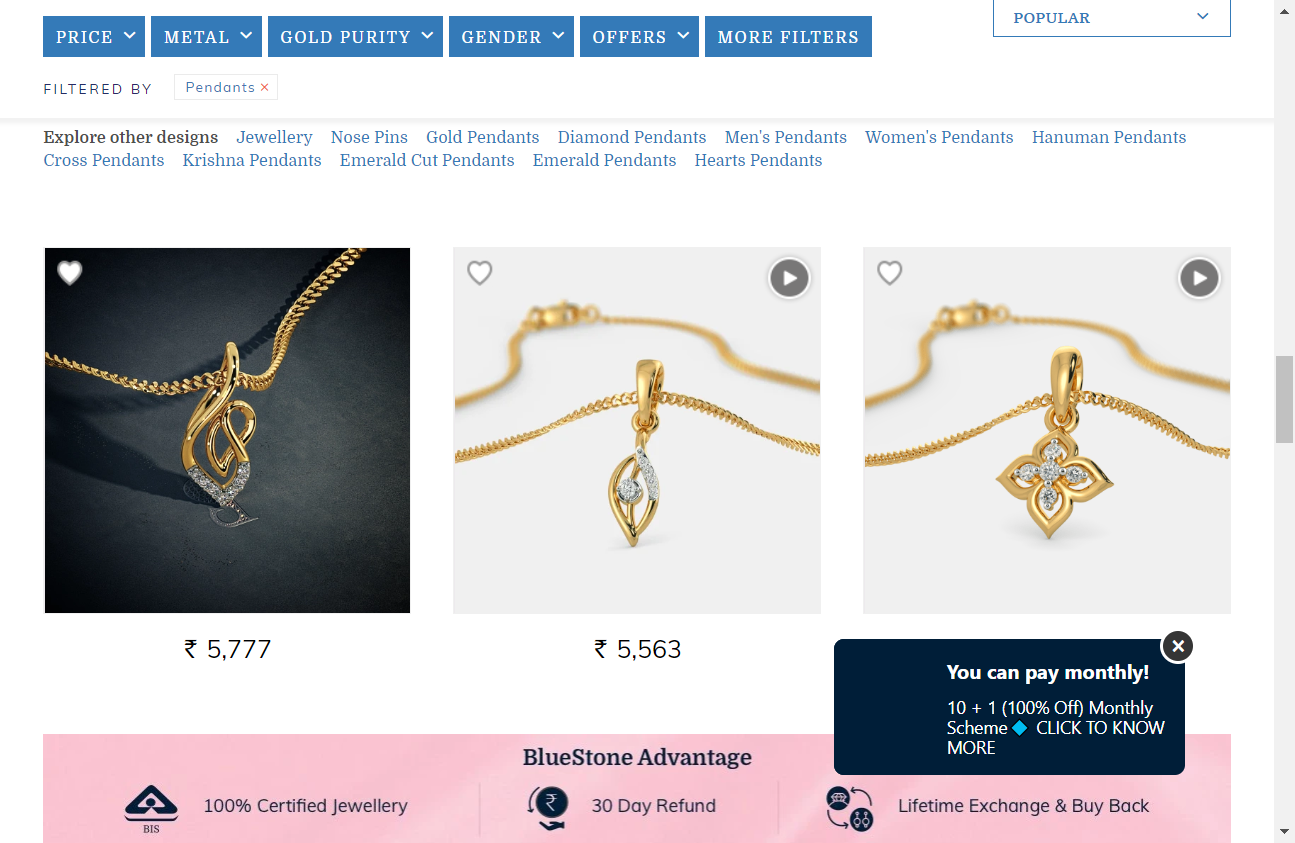 PRICE
METAL
GOLD PURITY
GENDER
OFFERS
MORE FILTERS
POPULAR
FILTERED BY
Pendants ×
Explore other designs Jewellery Nose Pins Gold Pendants Diamond Pendants Men's Pendants Women's Pendants Hanuman Pendants
Cross Pendants Krishna Pendants Emerald Cut Pendants Emerald Pendants Hearts Pendants
₹ 5,777
₹ 5,563
You can pay monthly!
10 + 1 (100% Off) Monthly
Scheme🔹 CLICK TO KNOW
MORE
BlueStone Advantage
BIS
100% Certified Jewellery
₹
30 Day Refund
Lifetime Exchange & Buy Back